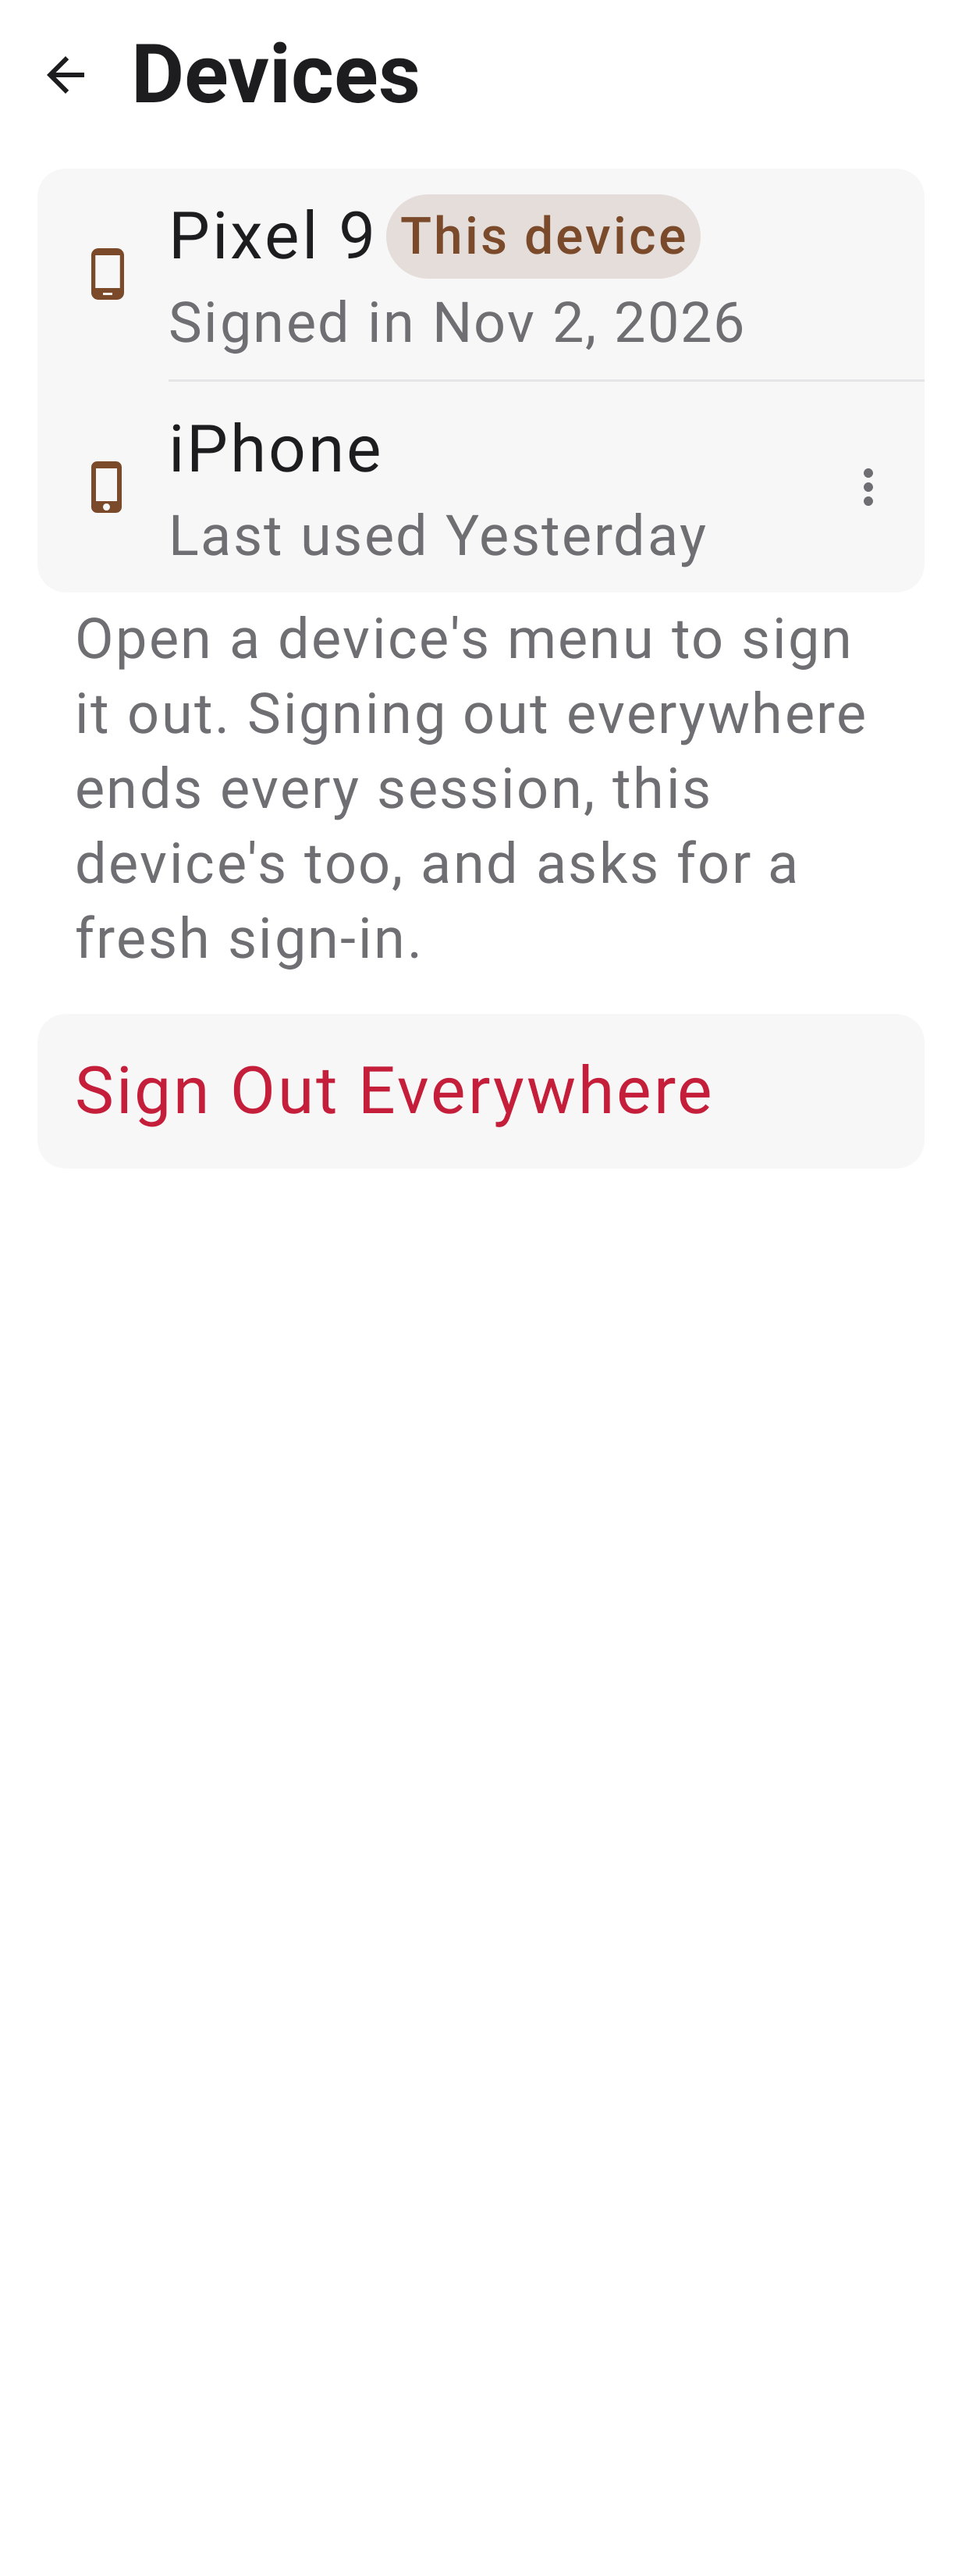 Devices
Pixel 9 This device
Signed in Nov 2, 2026
iPhone
Last used Yesterday
Open a device's menu to sign
it out. Signing out everywhere
ends every session, this
device's too, and asks for a
fresh sign-in.
Sign Out Everywhere